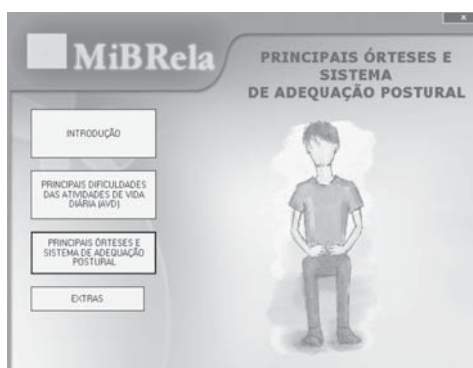 x
MiBRela
PRINCIPAIS ÓRTESES E
SISTEMA
DE ADEQUAÇÃO POSTURAL
INTRODUÇÃO
PRINCIPAIS DIFICULDADES
DAS ATIVIDADES DE VIDA
DIÁRIA (AVD)
PRINCIPAIS ÓRTESES E
SISTEMA DE ADEQUAÇÃO
POSTURAL
EXTRAS